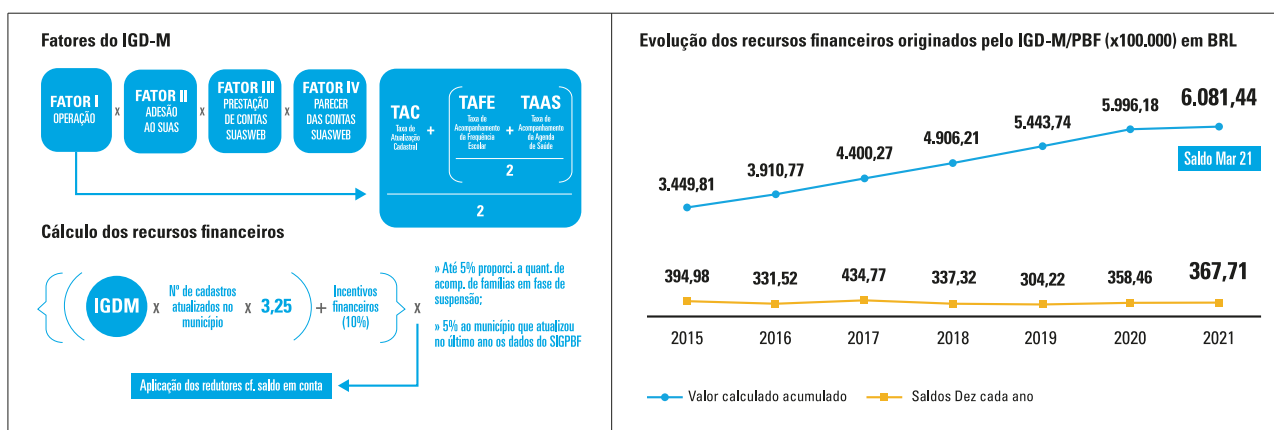 Fatores do IGD-M
FATOR I
OPERAÇÃO
x
FATOR II
ADESÃO
AO SUAS
x
FATOR III
PRESTAÇÃO
DE CONTAS
SUASWEB
x
FATOR IV
PARECER
DAS CONTAS
SUASWEB
TAC
Taxa de
Atualização
Cadastral
+
TAFE
Taxa de
Acompanhamento
da Frequência
Escolar
+
TAAS
Taxa de
Acompanhamento
da Agenda
de Saúde
2
2
Cálculo dos recursos financeiros
IGDM
x
Nº de cadastros
atualizados no
município
x
3,25
+
Incentivos
financeiros
(10%)
x
» Até 5% proporci. a quant. de
acomp. de famílias em fase de
suspensão;
» 5% ao município que atualizou
no último ano os dados do SIGPBF
Aplicação dos redutores cf. saldo em conta
Evolução dos recursos financeiros originados pelo IGD-M/PBF (x100.000) em BRL
3.449,81 3.910,77 4.400,27 4.906,21 5.443,74 5.996,18 6.081,44
Saldo Mar 21
394,98 331,52 434,77 337,32 304,22 358,46 367,71
2015 2016 2017 2018 2019 2020 2021
Valor calculado acumulado Saldos Dez cada ano